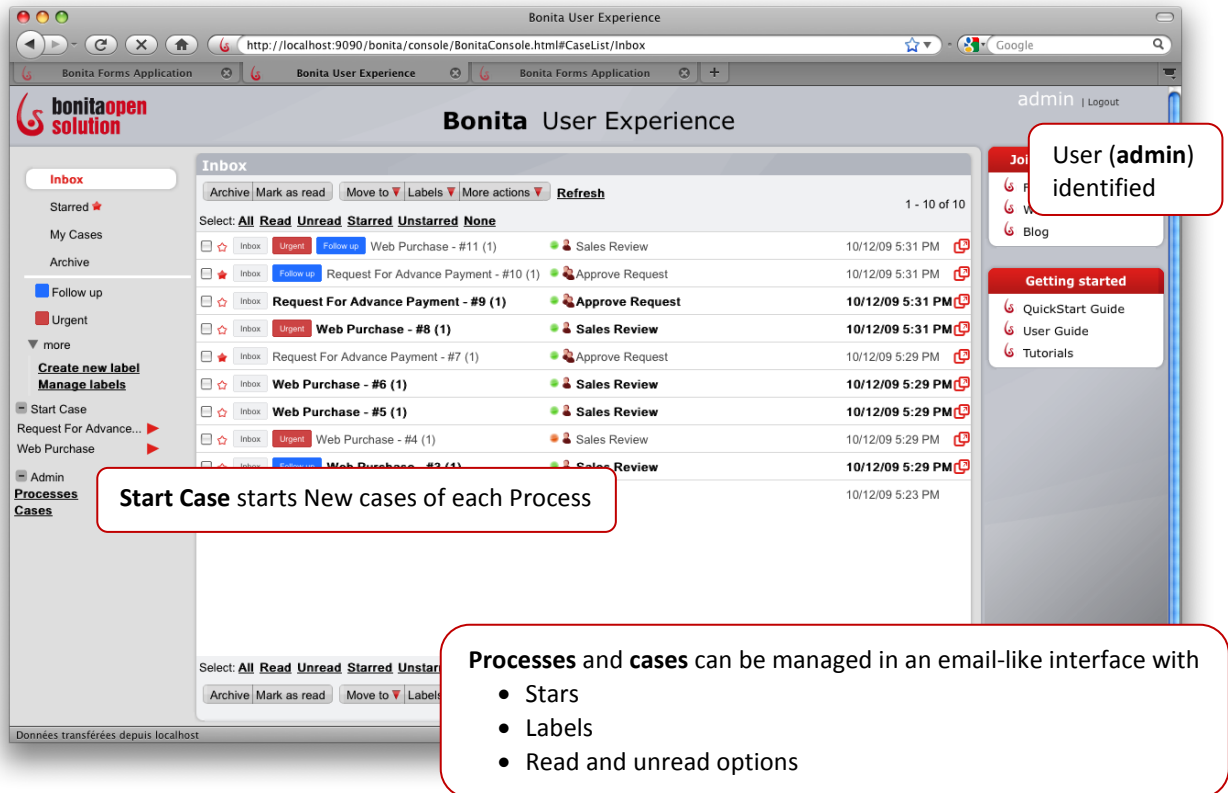 Bonita User Experience
http://localhost:9090/bonita/console/BonitaConsole.html#CaseList/Inbox
Google
Bonita Forms Application
Bonita User Experience
Bonita Forms Application
bonitaopen
solution
Bonita User Experience
admin | Logout
User (admin)
identified
Inbox
Starred
My Cases
Archive
Follow up
Urgent
more
Create new label
Manage labels
Start Case
Request For Advance...
Web Purchase
Admin
Processes
Cases
Inbox
Archive Mark as read Move to Labels More actions Refresh
1 - 10 of 10
Select: All Read Unread Starred Unstarred None
Inbox Urgent Follow up Web Purchase - #11 (1) Sales Review 10/12/09 5:31 PM
Inbox Follow up Request For Advance Payment - #10 (1) Approve Request 10/12/09 5:31 PM
Inbox Request For Advance Payment - #9 (1) Approve Request 10/12/09 5:31 PM
Inbox Urgent Web Purchase - #8 (1) Sales Review 10/12/09 5:31 PM
Inbox Request For Advance Payment - #7 (1) Approve Request 10/12/09 5:29 PM
Inbox Web Purchase - #6 (1) Sales Review 10/12/09 5:29 PM
Inbox Web Purchase - #5 (1) Sales Review 10/12/09 5:29 PM
Inbox Urgent Web Purchase - #4 (1) Sales Review 10/12/09 5:29 PM
Inbox Follow up Web Purchase - #3 (1) Sales Review 10/12/09 5:29 PM
10/12/09 5:23 PM
Start Case starts New cases of each Process
Blog
Getting started
QuickStart Guide
User Guide
Tutorials
Select: All Read Unread Starred
Archive Mark as read Move to
Processes and cases can be managed in an email-like interface with
• Stars
• Labels
• Read and unread options
Données transférées depuis localhost